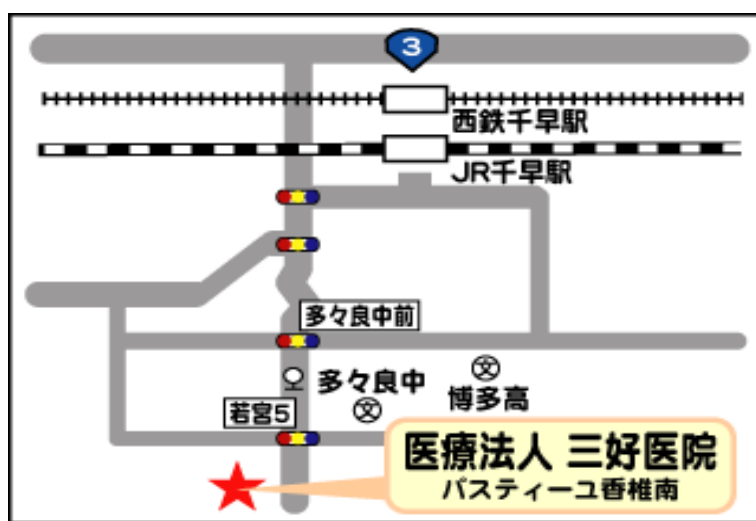 3
西鉄千早駅
JR千早駅
多々良中前
多々良中
文
博多高
文
若宮5
医療法人 三好医院
パスティーユ香椎南